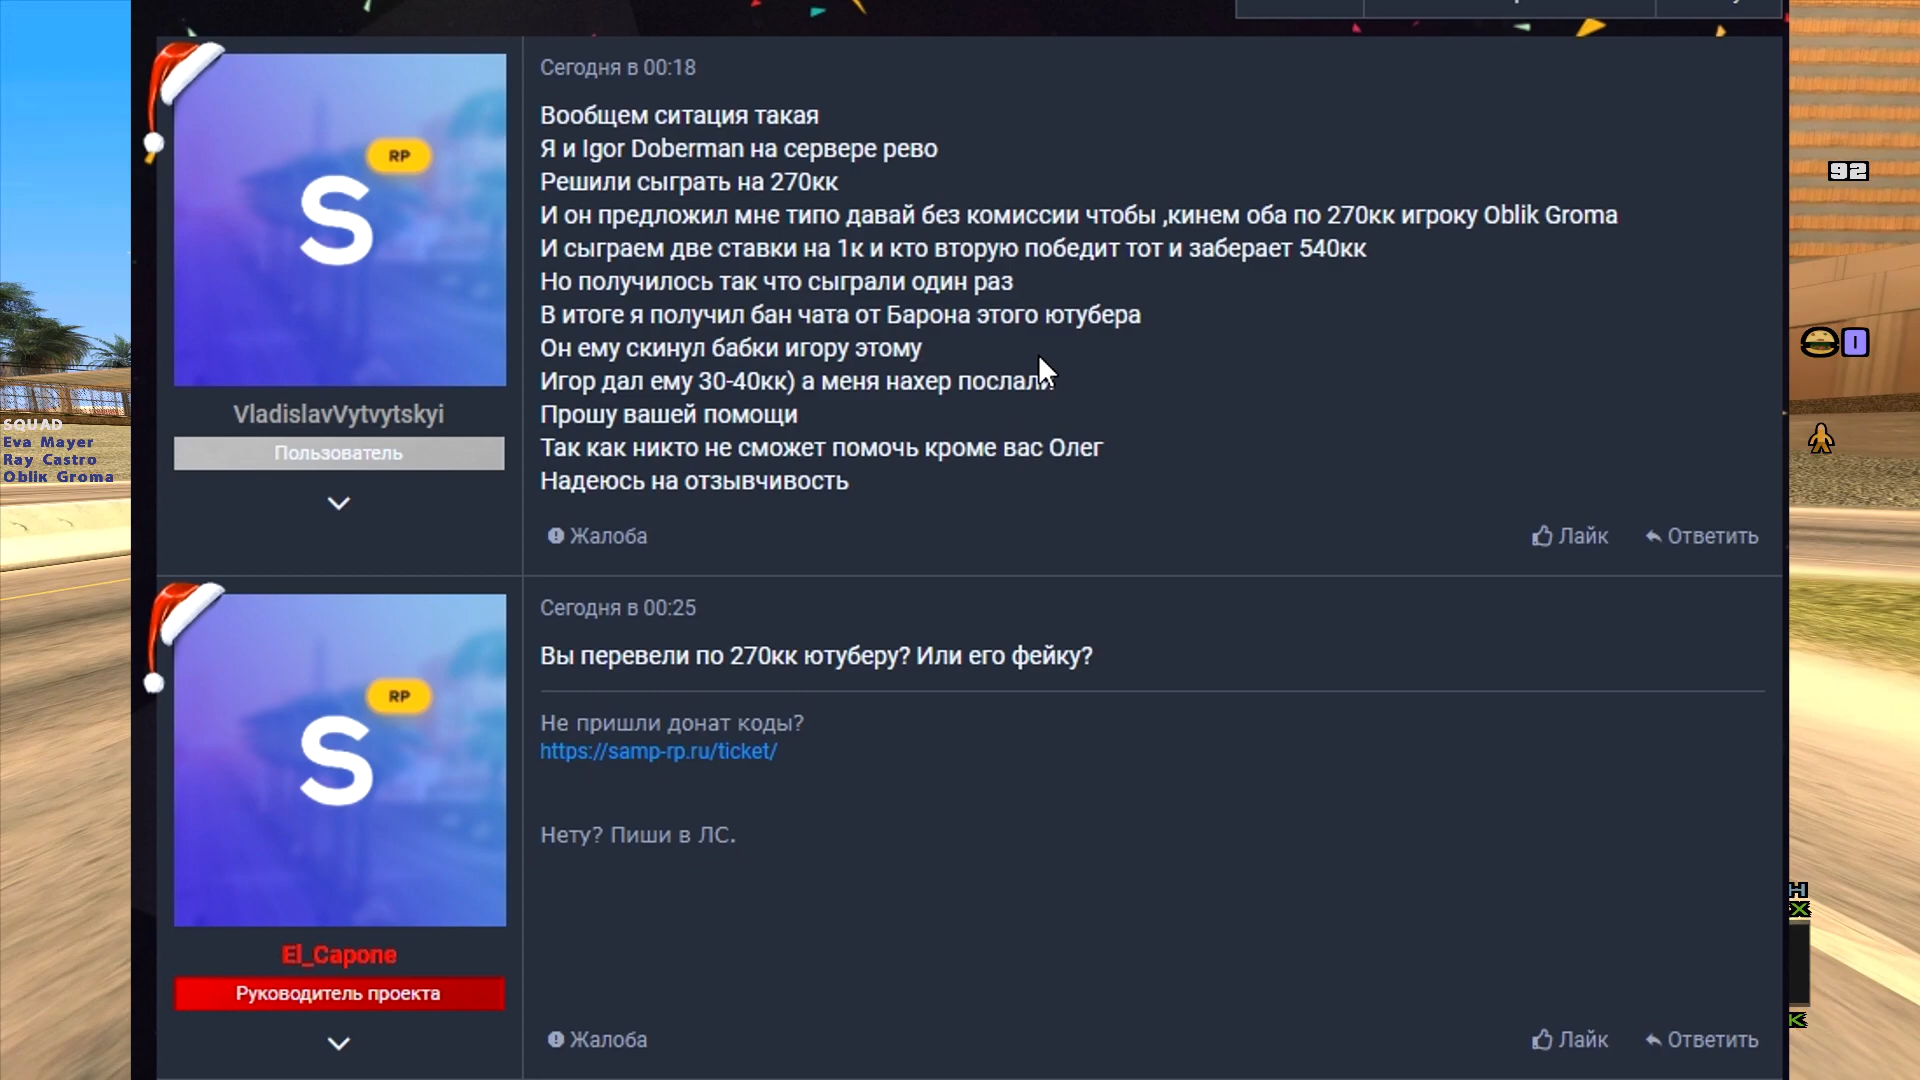 Сегодня в 00:18
Вообщем ситация такая
Я и Igor Doberman на сервере рево
Решили сыграть на 270кк
И он предложил мне типо давай без комиссии чтобы ,кинем оба по 270кк игроку Oblik Groma
И сыграем две ставки на 1к и кто вторую победит тот и заберает 540кк
Но получилось так что сыграли один раз
В итоге я получил бан чата от Барона этого ютубера
Он ему скинул бабки игору этому
Игор дал ему 30-40кк) а меня нахер послали
Прошу вашей помощи
Так как никто не сможет помочь кроме вас Олег
Надеюсь на отзывчивость
RP
S
VladislavVytvytskyi
Пользователь
Жалоба
Лайк
Ответить
SQUAD
Eva Mayer
Ray Castro
Oblik Groma
92
I
Сегодня в 00:25
Вы перевели по 270кк ютуберу? Или его фейку?
Не пришли донат коды?
https://samp-rp.ru/ticket/
Нету? Пиши в ЛС.
RP
S
El_Capone
Руководитель проекта
Жалоба
Лайк
Ответить
H
X
K